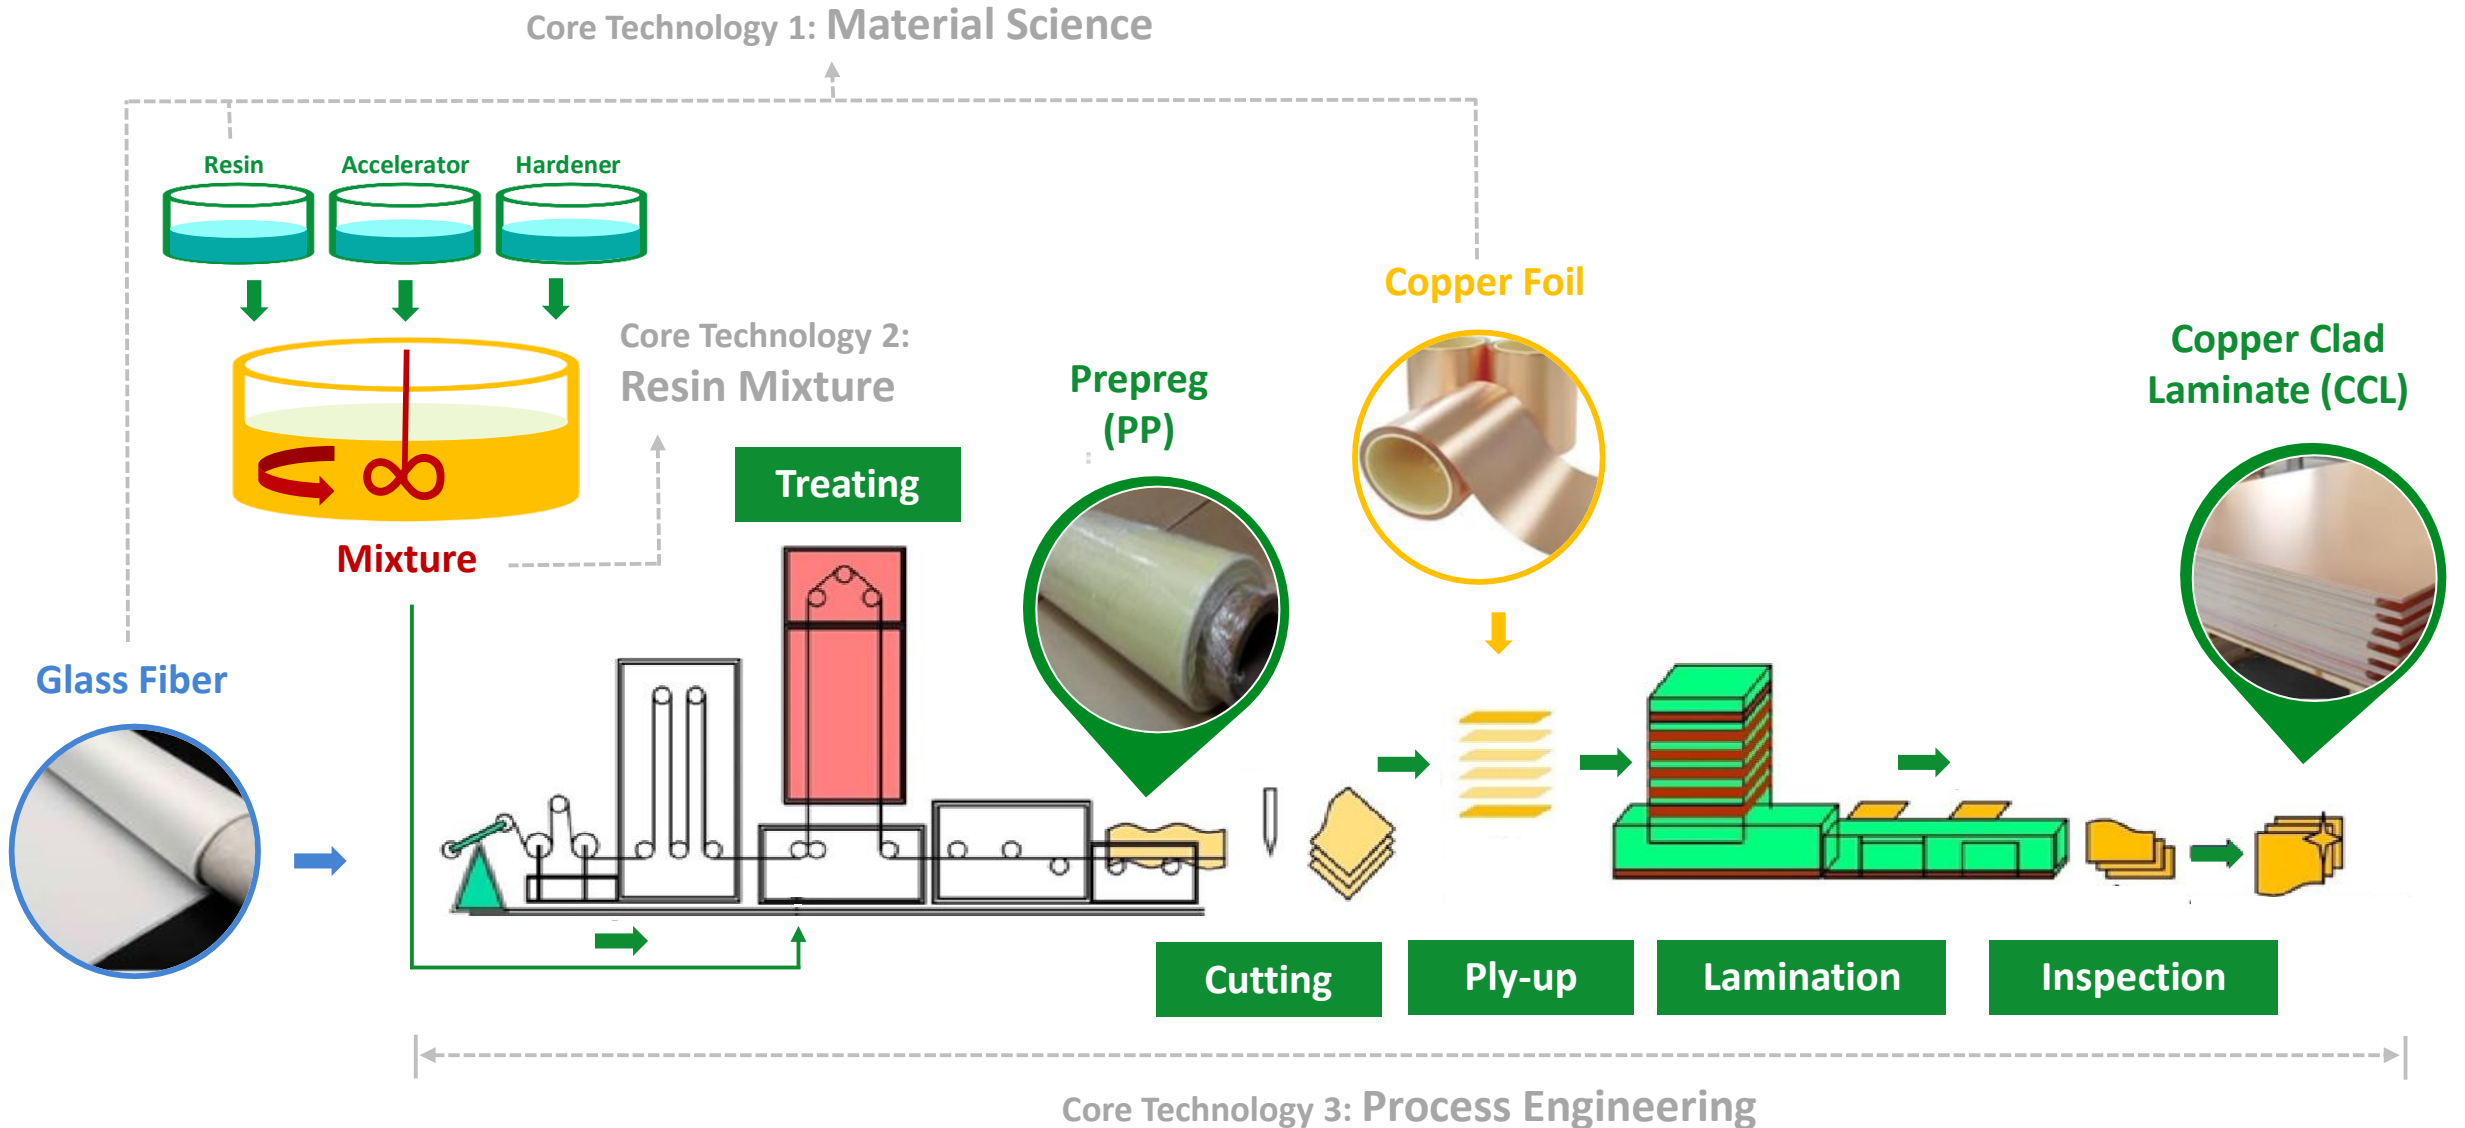 Core Technology 1: Material Science
Resin
Accelerator
Hardener
Core Technology 2:
Resin Mixture
Mixture
Glass Fiber
Treating
Prepreg
(PP)
Copper Foil
Copper Clad
Laminate (CCL)
Cutting
Ply-up
Lamination
Inspection
Core Technology 3: Process Engineering